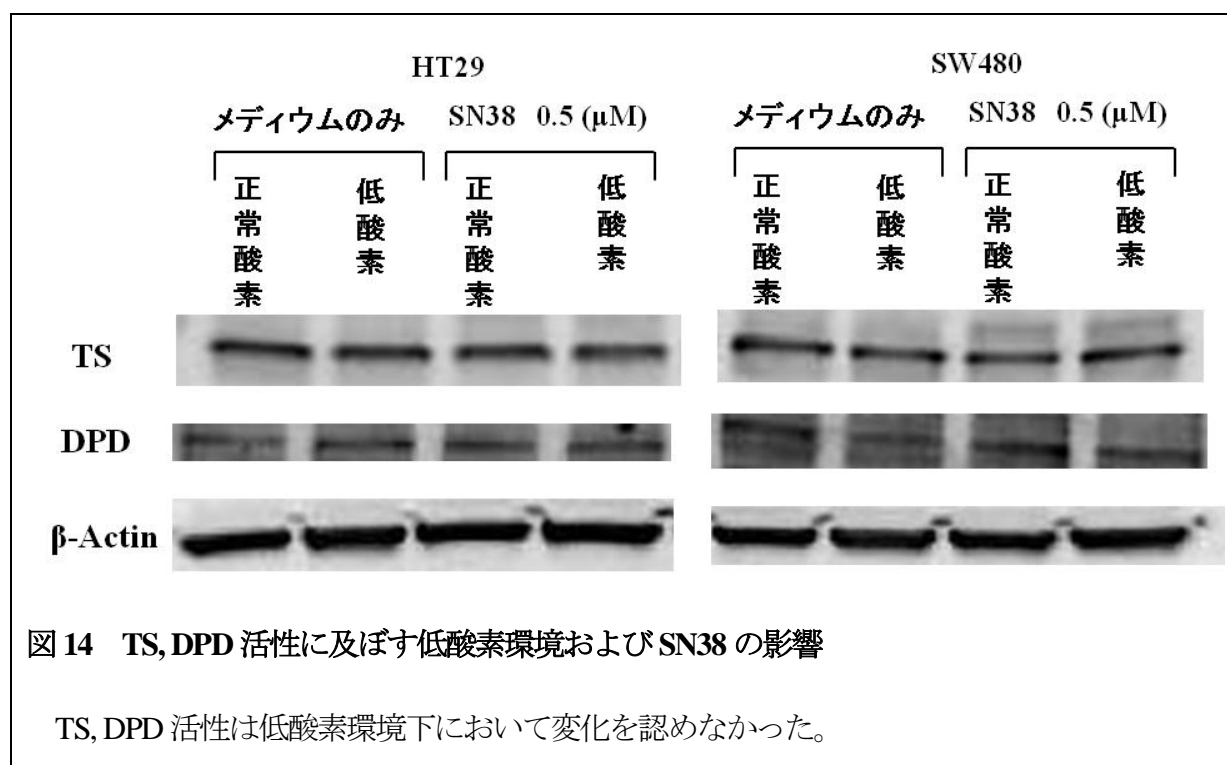 HT29 SW480
メディウムのみ SN38 0.5 (µM) メディウムのみ SN38 0.5 (µM)
正常酸素 低酸素 正常酸素 低酸素 正常酸素 低酸素 正常酸素 低酸素
TS
DPD
β-Actin
図14 TS, DPD 活性に及ぼす低酸素環境および SN38 の影響
TS, DPD 活性は低酸素環境下において変化を認めなかった。